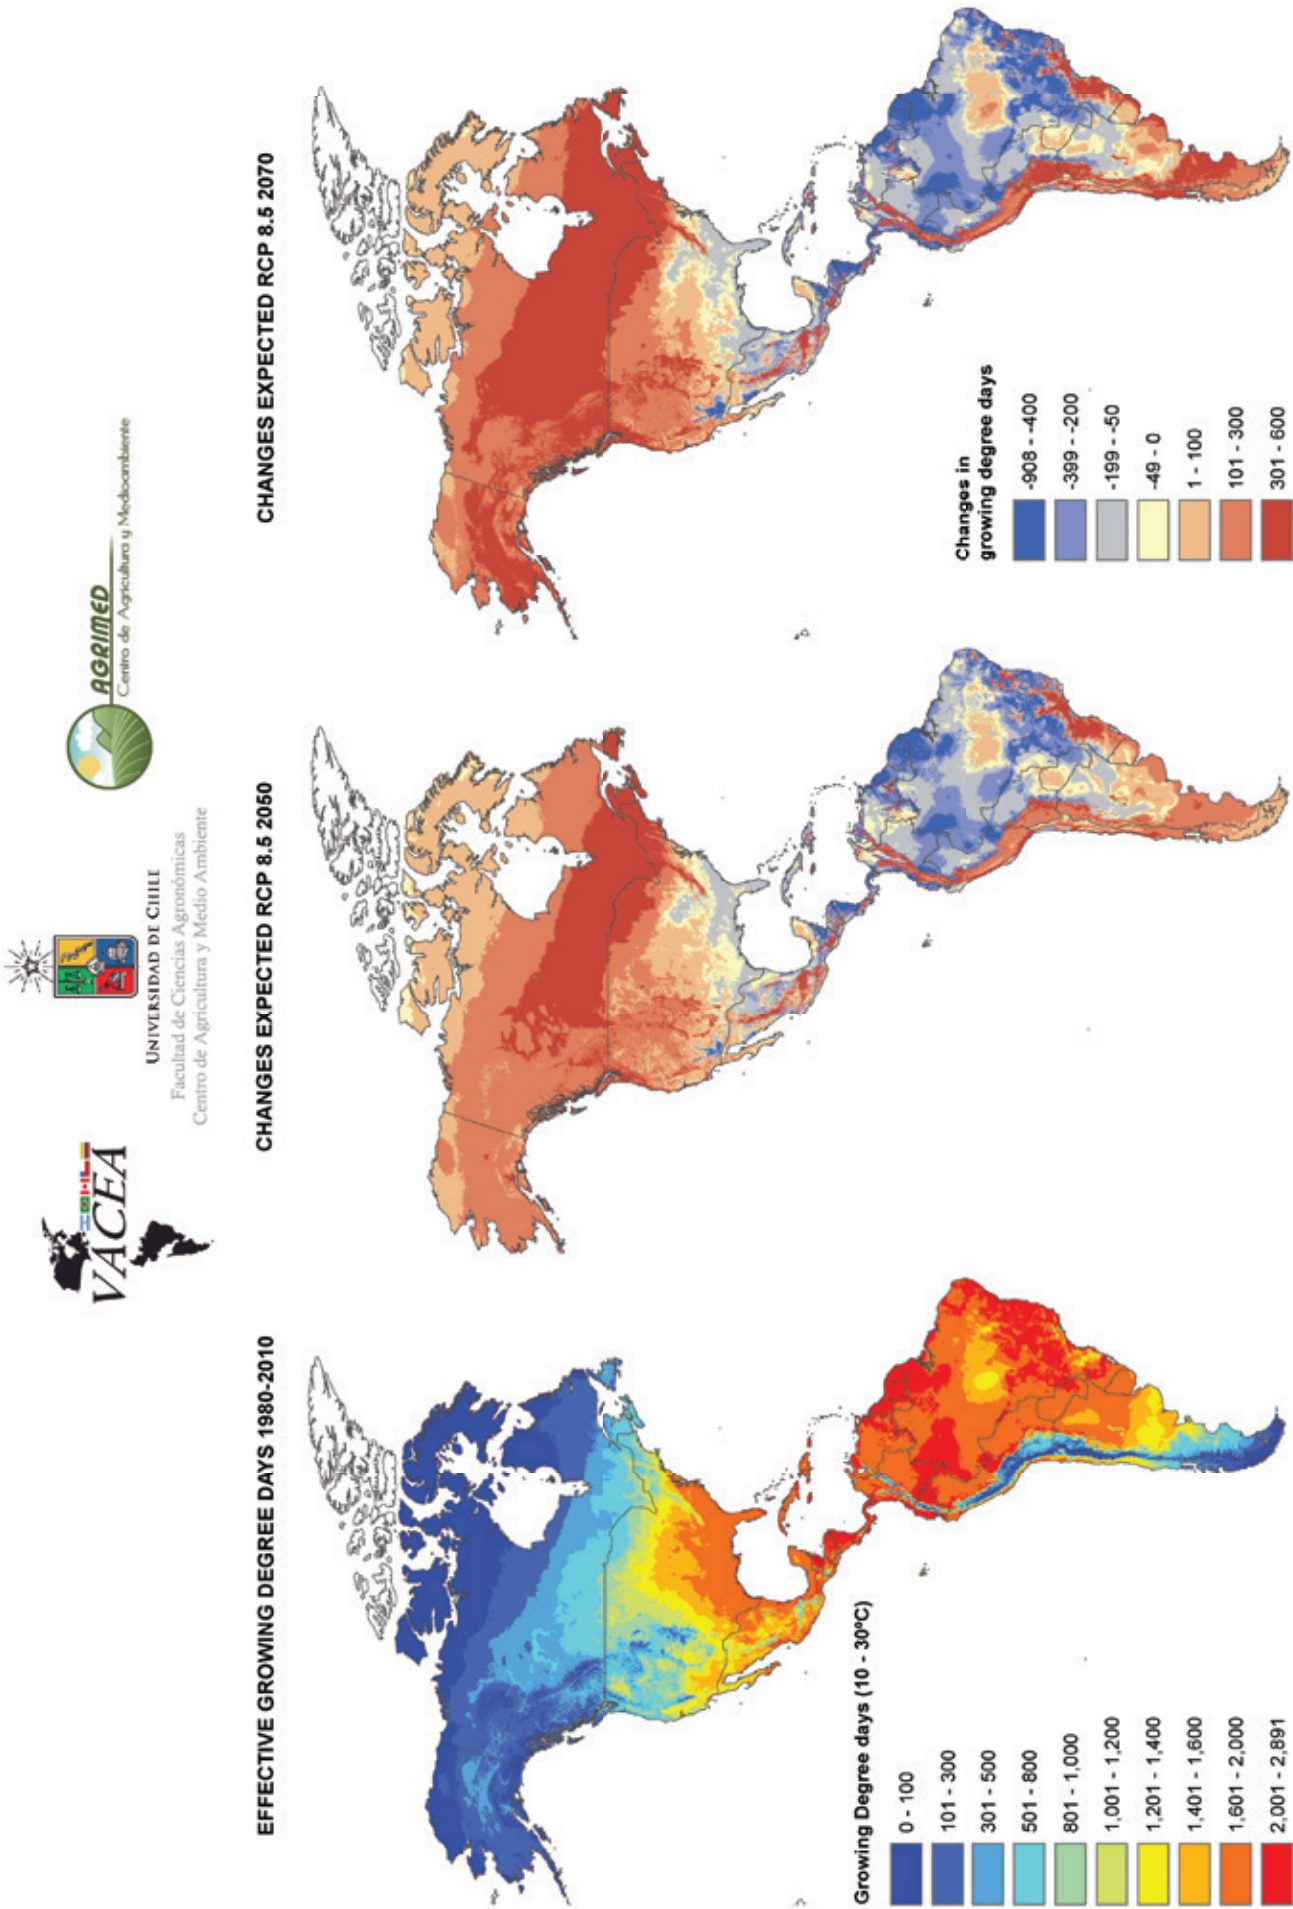 VACEA
UNIVERSIDAD DE CHILE
Facultad de Ciencias Agronómicas
Centro de Agricultura y Medio Ambiente
AGRIMED
Centro de Agricultura y Medioambiente
EFFECTIVE GROWING DEGREE DAYS 1980-2010
CHANGES EXPECTED RCP 8.5 2050
CHANGES EXPECTED RCP 8.5 2070
Growing Degree days (10 - 30ºC)
0 - 100
101 - 300
301 - 500
501 - 800
801 - 1,000
1,001 - 1,200
1,201 - 1,400
1,401 - 1,600
1,601 - 2,000
2,001 - 2,891
Changes in
growing degree days
-908 - -400
-399 - -200
-199 - -50
-49 - 0
1 - 100
101 - 300
301 - 600